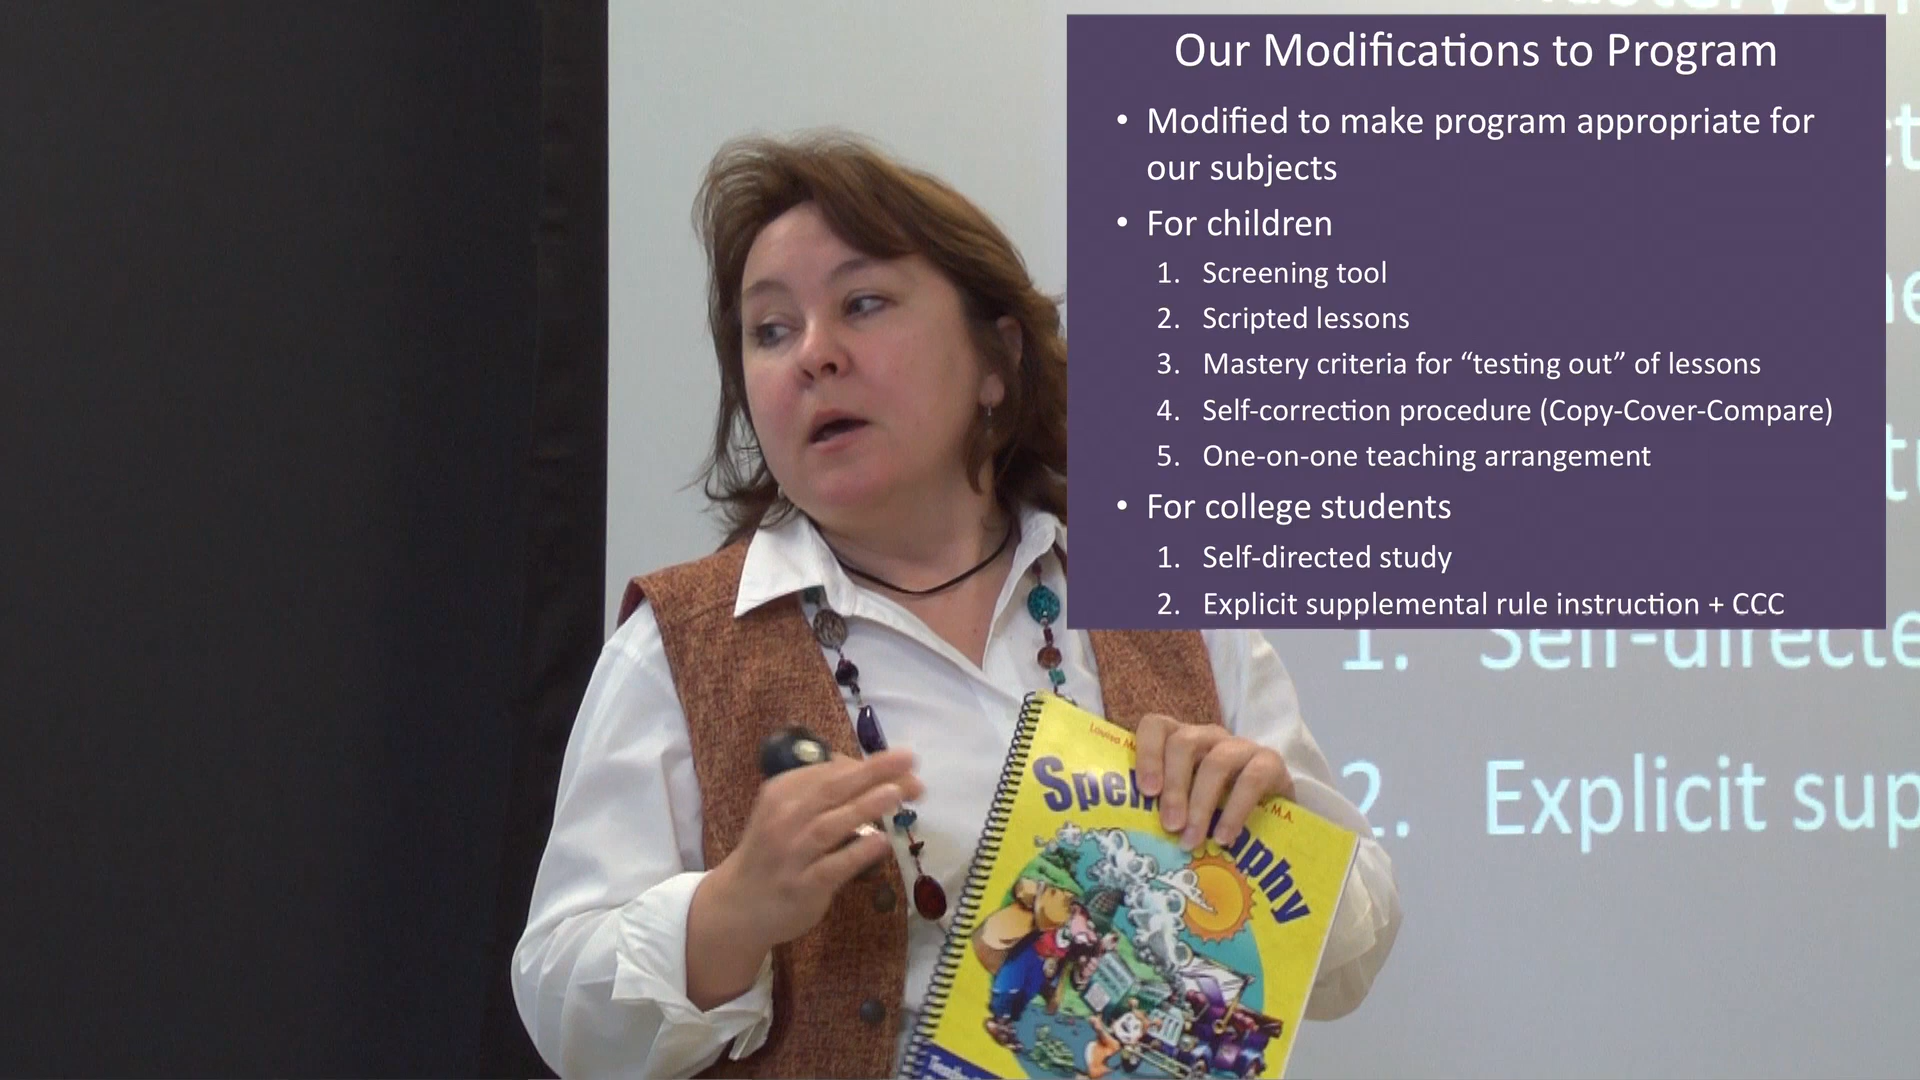 Our Modifications to Program
• Modified to make program appropriate for
our subjects
• For children
1. Screening tool
2. Scripted lessons
3. Mastery criteria for “testing out” of lessons
4. Self-correction procedure (Copy-Cover-Compare)
5. One-on-one teaching arrangement
• For college students
1. Self-directed study
2. Explicit supplemental rule instruction + CCC
1. Self-directe
2. Explicit sup
Louisa M
M.A.
Spel
phy